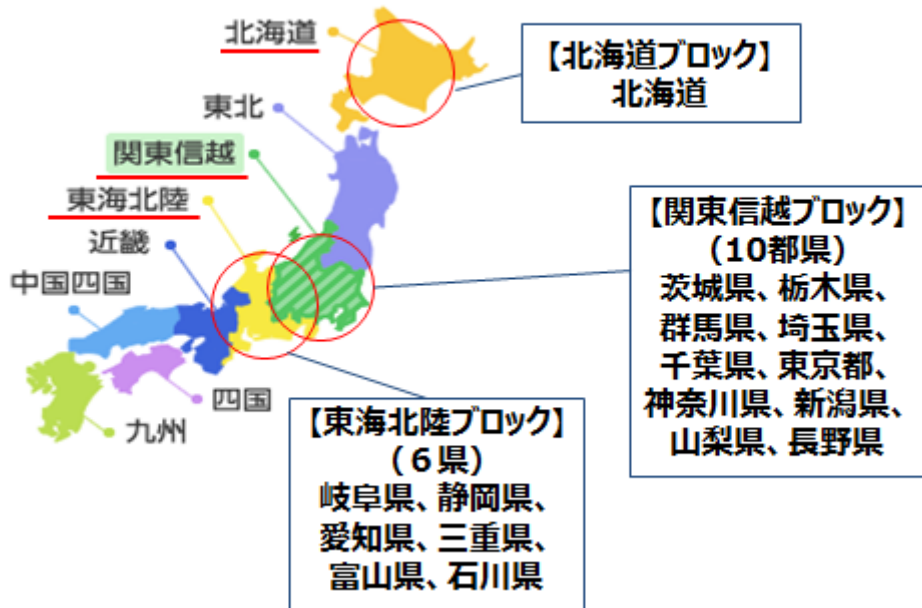 北海道
東北
関東信越
東海北陸
近畿
中国四国
四国
九州
【北海道ブロック】
北海道
【関東信越ブロック】
(10都県)
茨城県、栃木県、
群馬県、埼玉県、
千葉県、東京都、
神奈川県、新潟県、
山梨県、長野県
【東海北陸ブロック】
(6県)
岐阜県、静岡県、
愛知県、三重県、
富山県、石川県